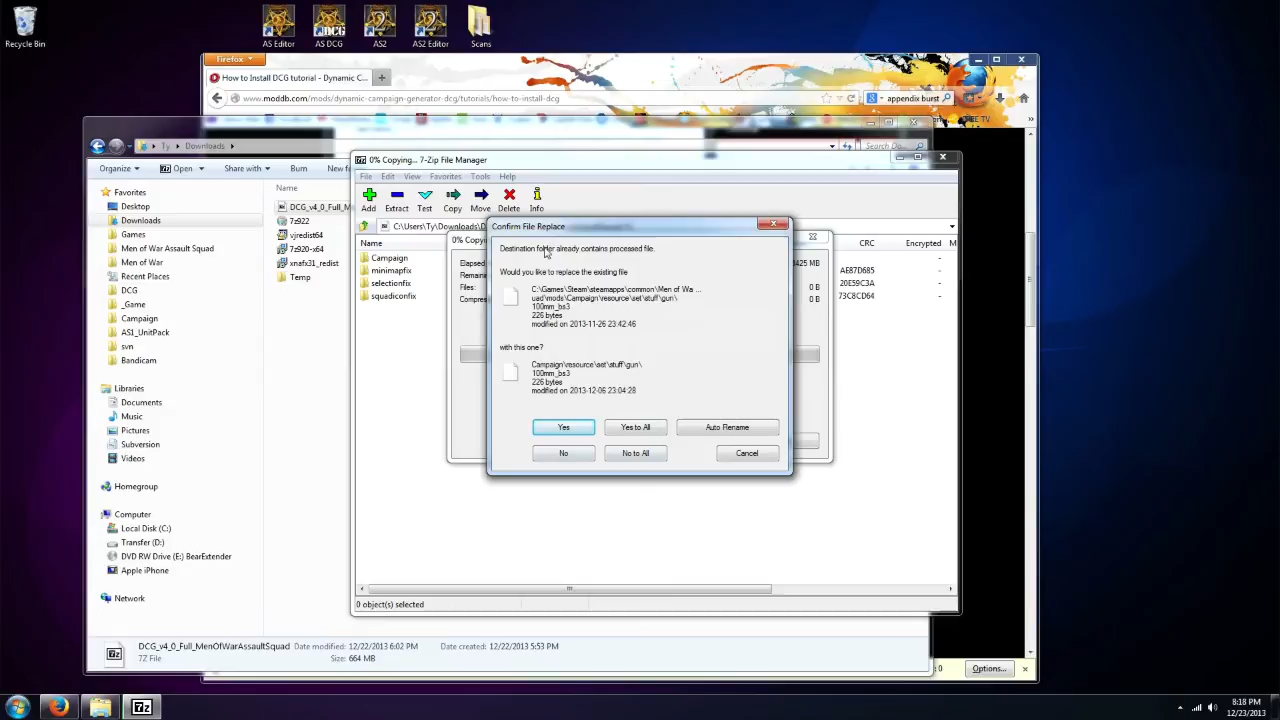 Recycle Bin
AS Editor
AS DCG
AS2
AS2 Editor
Scans
Firefox
How to Install DCG tutorial - Dynamic C...
www.moddb.com/mods/dynamic-campaign-generator-dcg/tutorials/how-to-install-dcg
appendix burst
Ty
Downloads
Search Do...
Organize
Open
Share with
Burn
New f
Favorites
Desktop
Downloads
Games
Men of War Assault Squad
Men of War
Recent Places
DCG
_Game
Campaign
AS1_UnitPack
svn
Bandicam
Libraries
Documents
Music
Pictures
Subversion
Videos
Homegroup
Computer
Local Disk (C:)
Transfer (D:)
DVD RW Drive (E:) BearExtender
Apple iPhone
Network
Name
DCG_v4_0_Full_M
7z922
vjredist64
7z920-x64
xnafx31_redist
Temp
0% Copying... 7-Zip File Manager
File Edit View Favorites Tools Help
Add
Extract
Test
Copy
Move
Delete
Info
C:\Users\Ty\Downloads\D
Name
CRC
Encrypted
M
Campaign
minimapfix
selectionfix
squadiconfix
AE87D685
20E59C3A
73C8CD64
0% Copyin
Elapsed
Remaini
Files:
Compres
425 MB
0 B
0 B
Confirm File Replace
Destination folder already contains processed file.
Would you like to replace the existing file
C:\Games\Steam\steamapps\common\Men of Wa ...
uad\mods\Campaign\resource\set\stuff\gun\
100mm_bs3
226 bytes
modified on 2013-11-26 23:42:46
with this one?
Campaign\resource\set\stuff\gun\
100mm_bs3
226 bytes
modified on 2013-12-06 23:04:28
Yes
Yes to All
Auto Rename
No
No to All
Cancel
0 object(s) selected
DCG_v4_0_Full_MenOfWarAssaultSquad Date modified: 12/22/2013 6:02 PM Date created: 12/22/2013 5:53 PM
7Z File Size: 664 MB
Options...
8:18 PM
12/23/2013